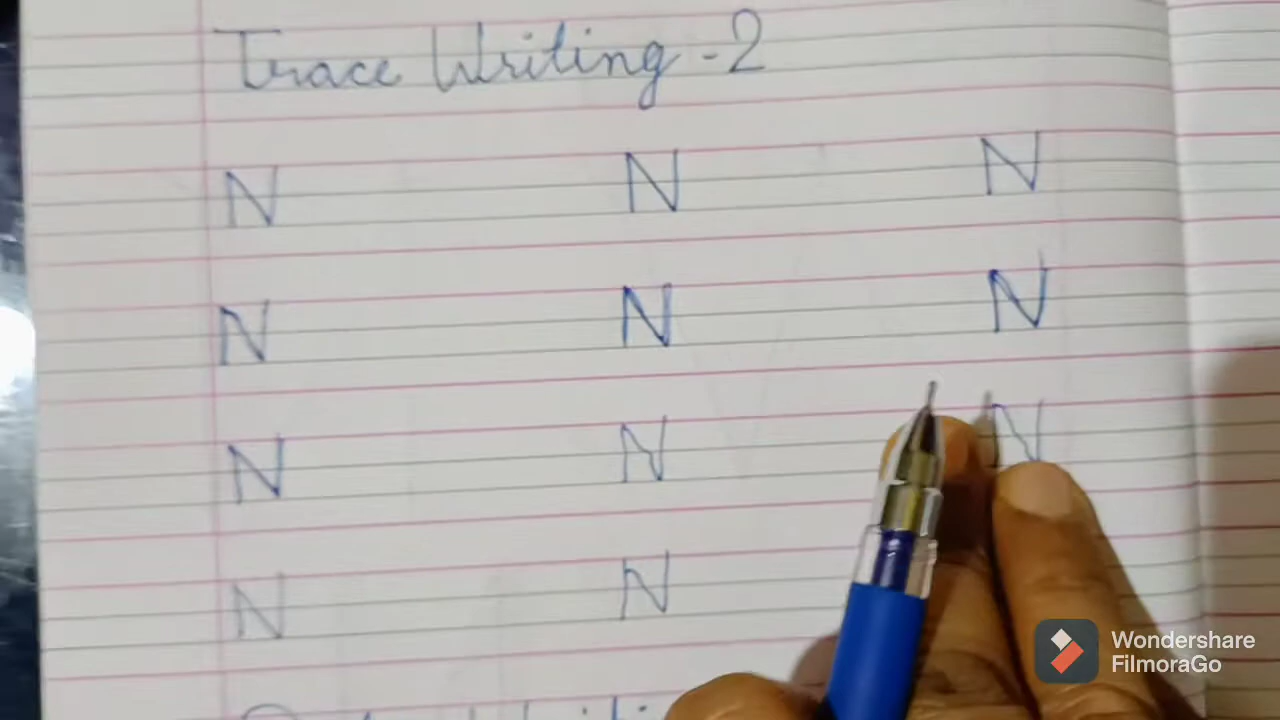 Trace Writing -2
N N N
N N N
N N N
N N
Wondershare
FilmoraGo